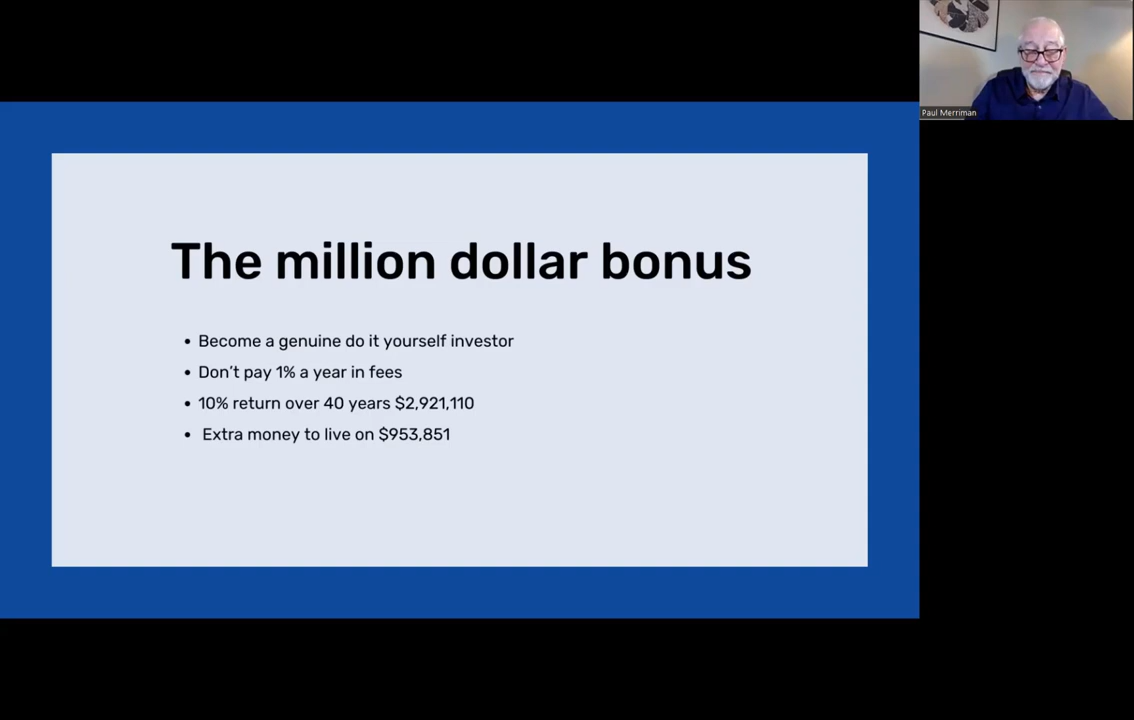 Paul Merriman
The million dollar bonus
• Become a genuine do it yourself investor
• Don't pay 1% a year in fees
• 10% return over 40 years $2,921,110
• Extra money to live on $953,851